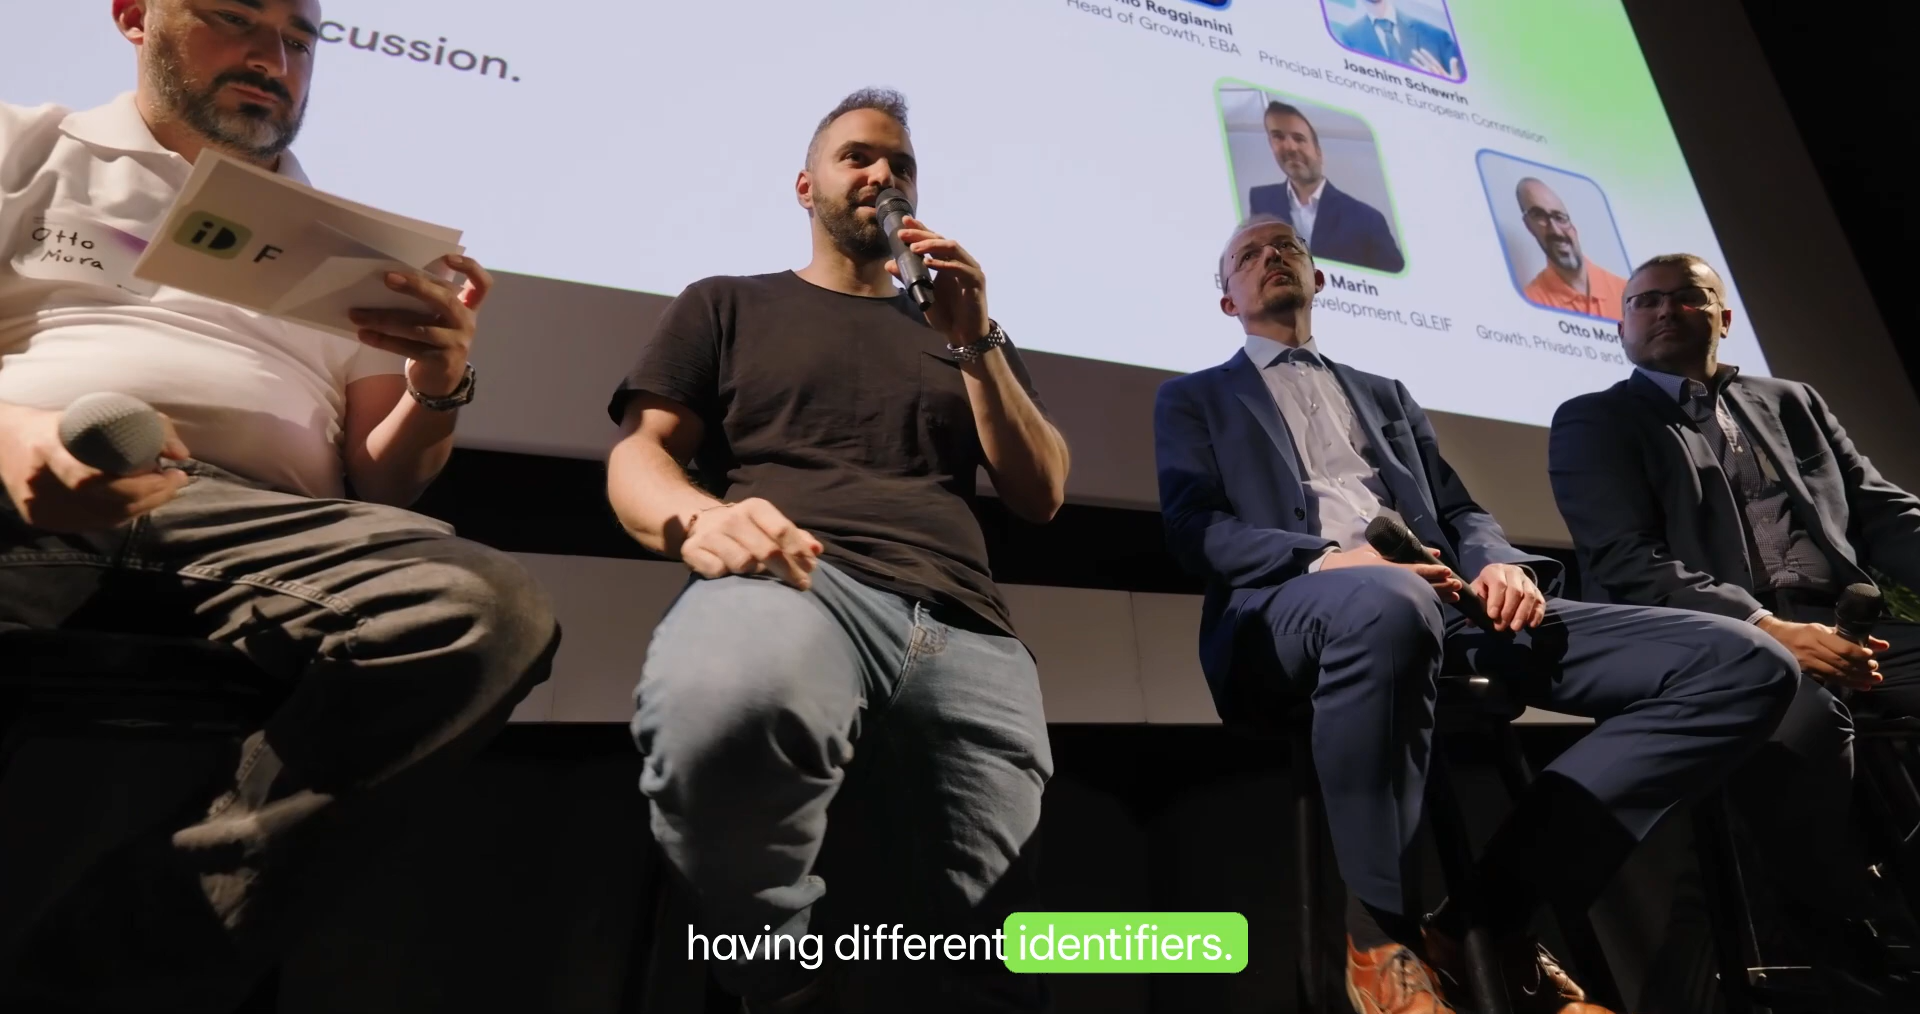 cussion.
Reggianini
Head of Growth, EBA
Joachim Schewrin
Principal Economist, European Commission
Marin
evelopment, GLEIF
Otto Mor
Growth, Privado ID and
Otto
Mora
iD F
having different identifiers.